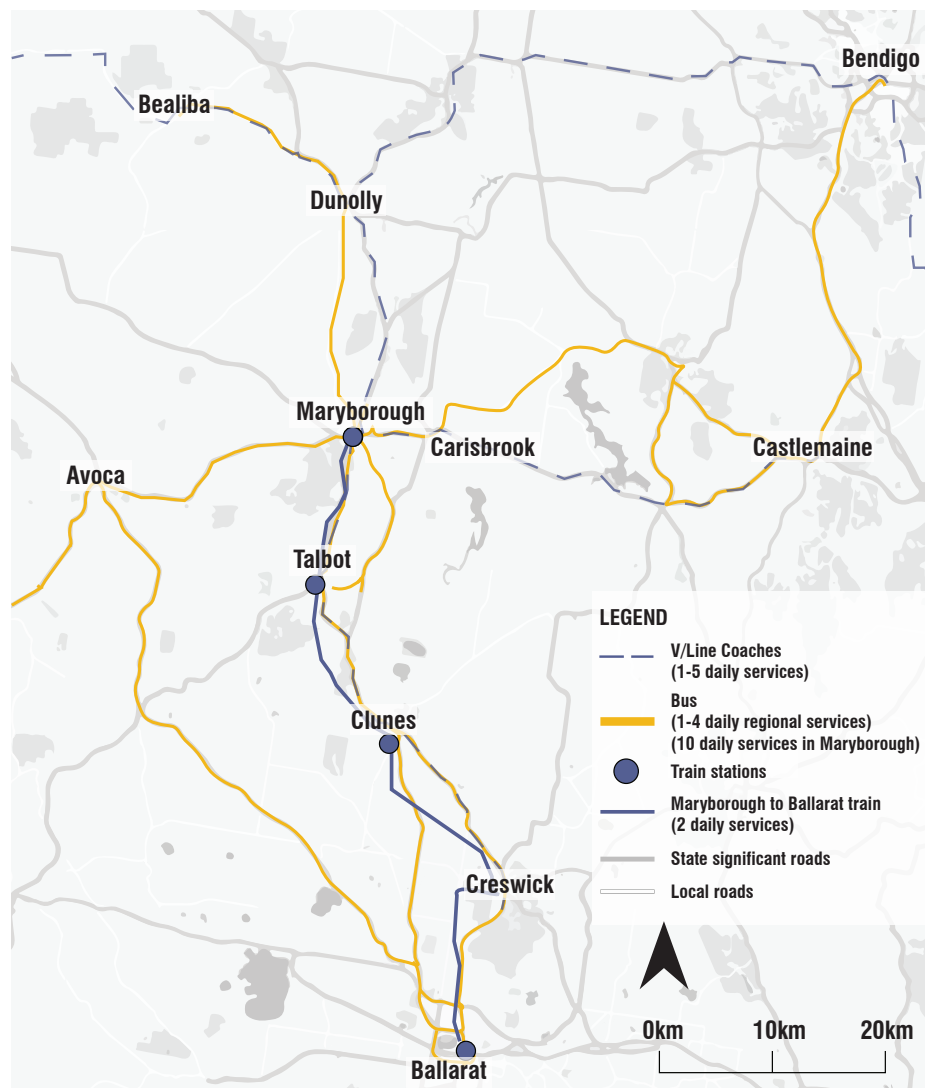 Bendigo
Bealiba
Dunolly
Maryborough
Carisbrook
Castlemaine
Avoca
Talbot
Clunes
Creswick
Ballarat
LEGEND
V/Line Coaches
(1-5 daily services)
Bus
(1-4 daily regional services)
(10 daily services in Maryborough)
Train stations
Maryborough to Ballarat train
(2 daily services)
State significant roads
Local roads
0km 10km 20km